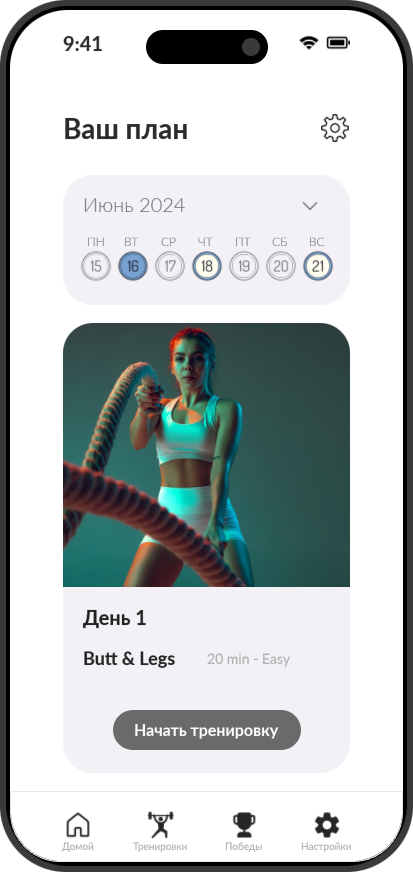 9:41
Ваш план
Июнь 2024
ПН ВТ СР ЧТ ПТ СБ ВС
15 16 17 18 19 20 21
День 1
Butt & Legs 20 min - Easy
Начать тренировку
Домой Тренировки Победы Настройки